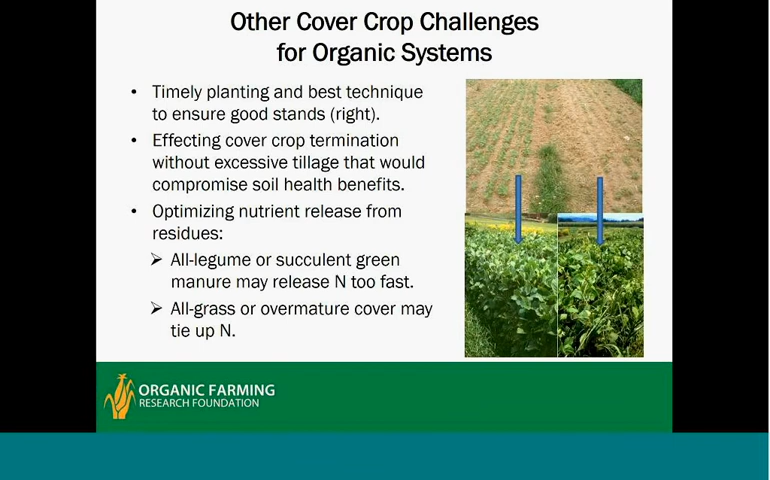 Other Cover Crop Challenges
for Organic Systems
• Timely planting and best technique
to ensure good stands (right).
• Effecting cover crop termination
without excessive tillage that would
compromise soil health benefits.
• Optimizing nutrient release from
residues:
➢ All-legume or succulent green
manure may release N too fast.
➢ All-grass or overmature cover may
tie up N.
ORGANIC FARMING
RESEARCH FOUNDATION